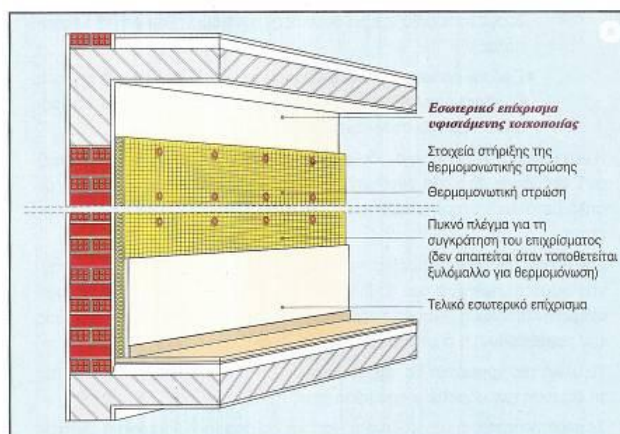 Εσωτερικό επίχρισμα
υφιστάμενης τοιχοποιίας
Στοιχεία στήριξης της
θερμομονωτικής στρώσης
Θερμομονωτική στρώση
Πυκνό πλέγμα για τη
συγκράτηση του επιχρίσματος
(δεν απαιτείται όταν τοποθετείται
ξυλόμαλλο για θερμομόνωση)
Τελικό εσωτερικό επίχρισμα